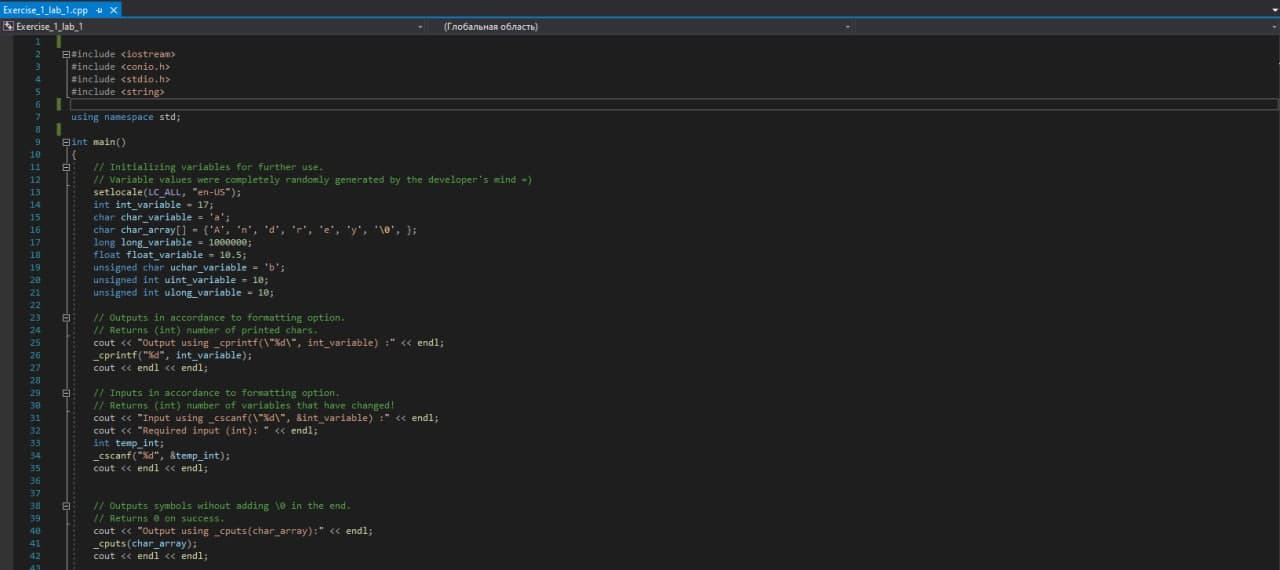 Exercise_1_lab_1.cpp
Exercise_1_lab_1 (Глобальная область)
1
2 #include <iostream>
3 #include <conio.h>
4 #include <stdio.h>
5 #include <string>
6
7 using namespace std;
8
9 int main()
10 {
11 // Initializing variables for further use.
12 // Variable values were completely randomly generated by the developer's mind =)
13 setlocale(LC_ALL, "en-US");
14 int int_variable = 17;
15 char char_variable = 'a';
16 char char_array[] = {'A', 'n', 'd', 'r', 'e', 'y', '\0', };
17 long long_variable = 1000000;
18 float float_variable = 10.5;
19 unsigned char uchar_variable = 'b';
20 unsigned int uint_variable = 10;
21 unsigned int ulong_variable = 10;
22
23 // Outputs in accordance to formatting option.
24 // Returns (int) number of printed chars.
25 cout << "Output using _cprintf(\"%d\", int_variable) :" << endl;
26 _cprintf("%d", int_variable);
27 cout << endl << endl;
28
29 // Inputs in accordance to formatting option.
30 // Returns (int) number of variables that have changed!
31 cout << "Input using _cscanf(\"%d\", &int_variable) :" << endl;
32 cout << "Required input (int): " << endl;
33 int temp_int;
34 _cscanf("%d", &temp_int);
35 cout << endl << endl;
36
37
38 // Outputs symbols wihout adding \0 in the end.
39 // Returns 0 on success.
40 cout << "Output using _cputs(char_array):" << endl;
41 _cputs(char_array);
42 cout << endl << endl;
43